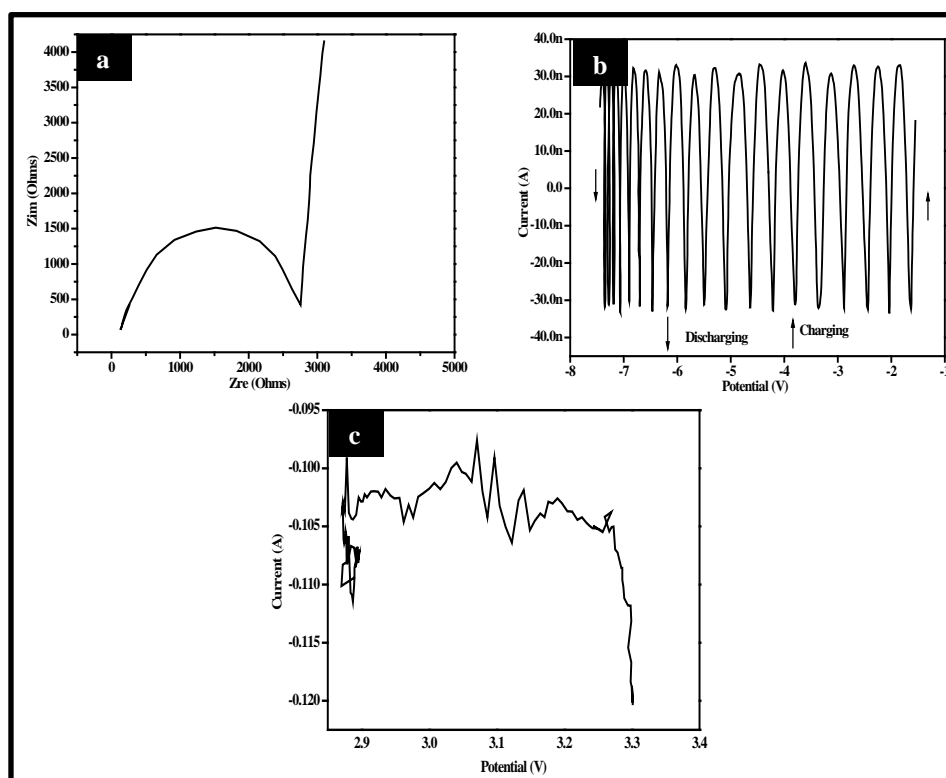 a
4000
3500
3000
2500
2000
1500
1000
500
0
Zim (Ohms)
0 1000 2000 3000 4000 5000
Zre (Ohms)
b
40.0n
30.0n
20.0n
10.0n
0.0
-10.0n
-20.0n
-30.0n
-40.0n
Current (A)
Discharging
Charging
-8 -7 -6 -5 -4 -3 -2 -1
Potential (V)
c
-0.095
-0.100
-0.105
-0.110
-0.115
-0.120
Current (A)
2.9 3.0 3.1 3.2 3.3 3.4
Potential (V)